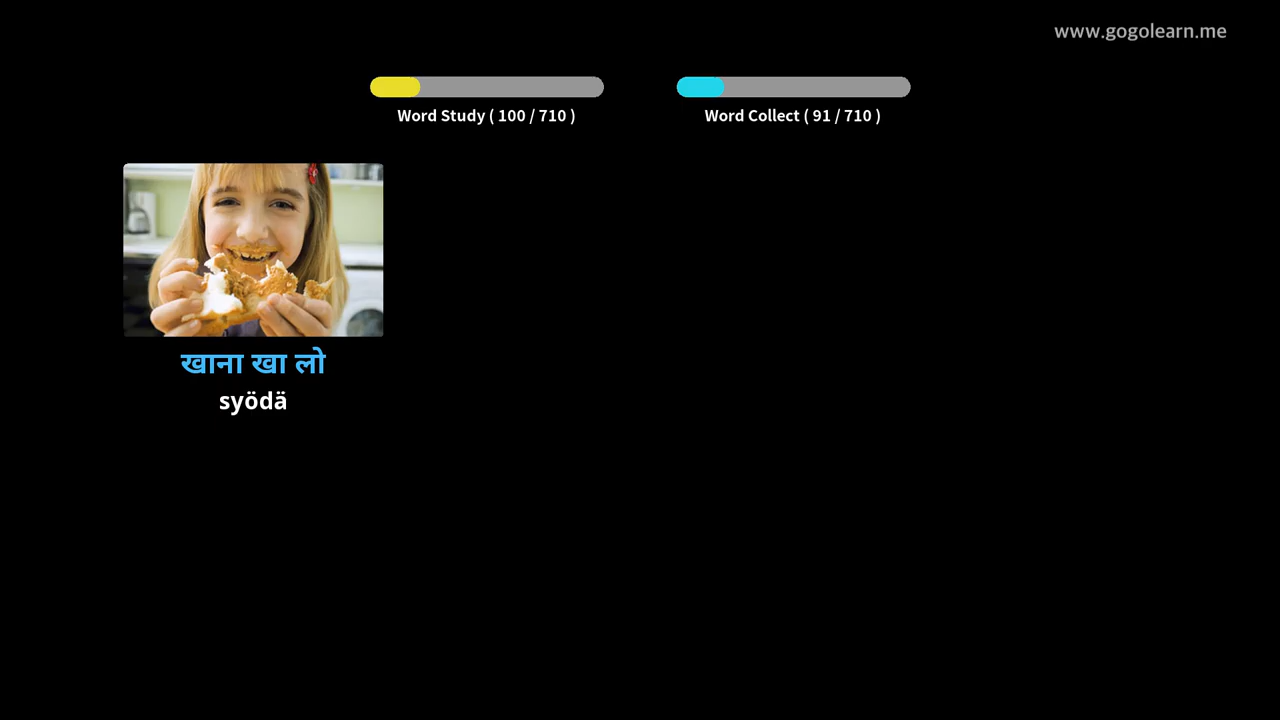 www.gogolearn.me
Word Study ( 100 / 710 )
Word Collect ( 91 / 710 )
खाना खा लो
syödä